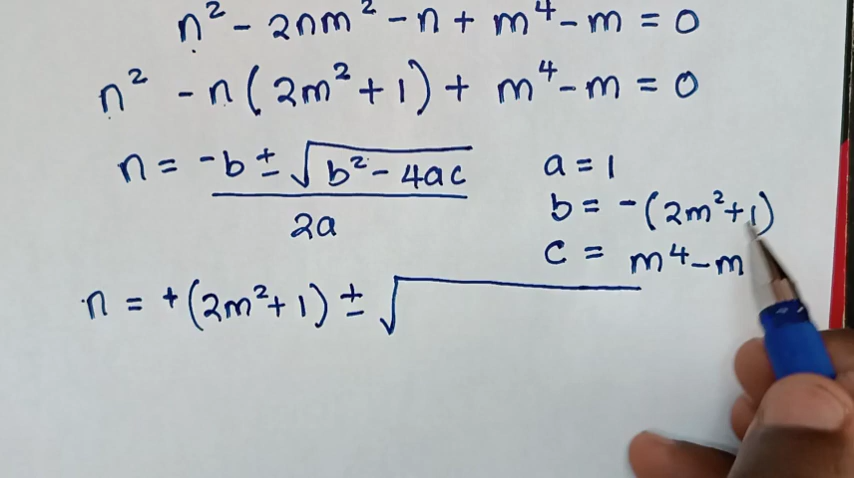 n² - 2nm² - n + m⁴ - m = 0
n² - n(2m² + 1) + m⁴ - m = 0
n = -b ± √(b² - 4ac) / 2a
a = 1
b = -(2m² + 1)
c = m⁴ - m
n = +(2m² + 1) ± √